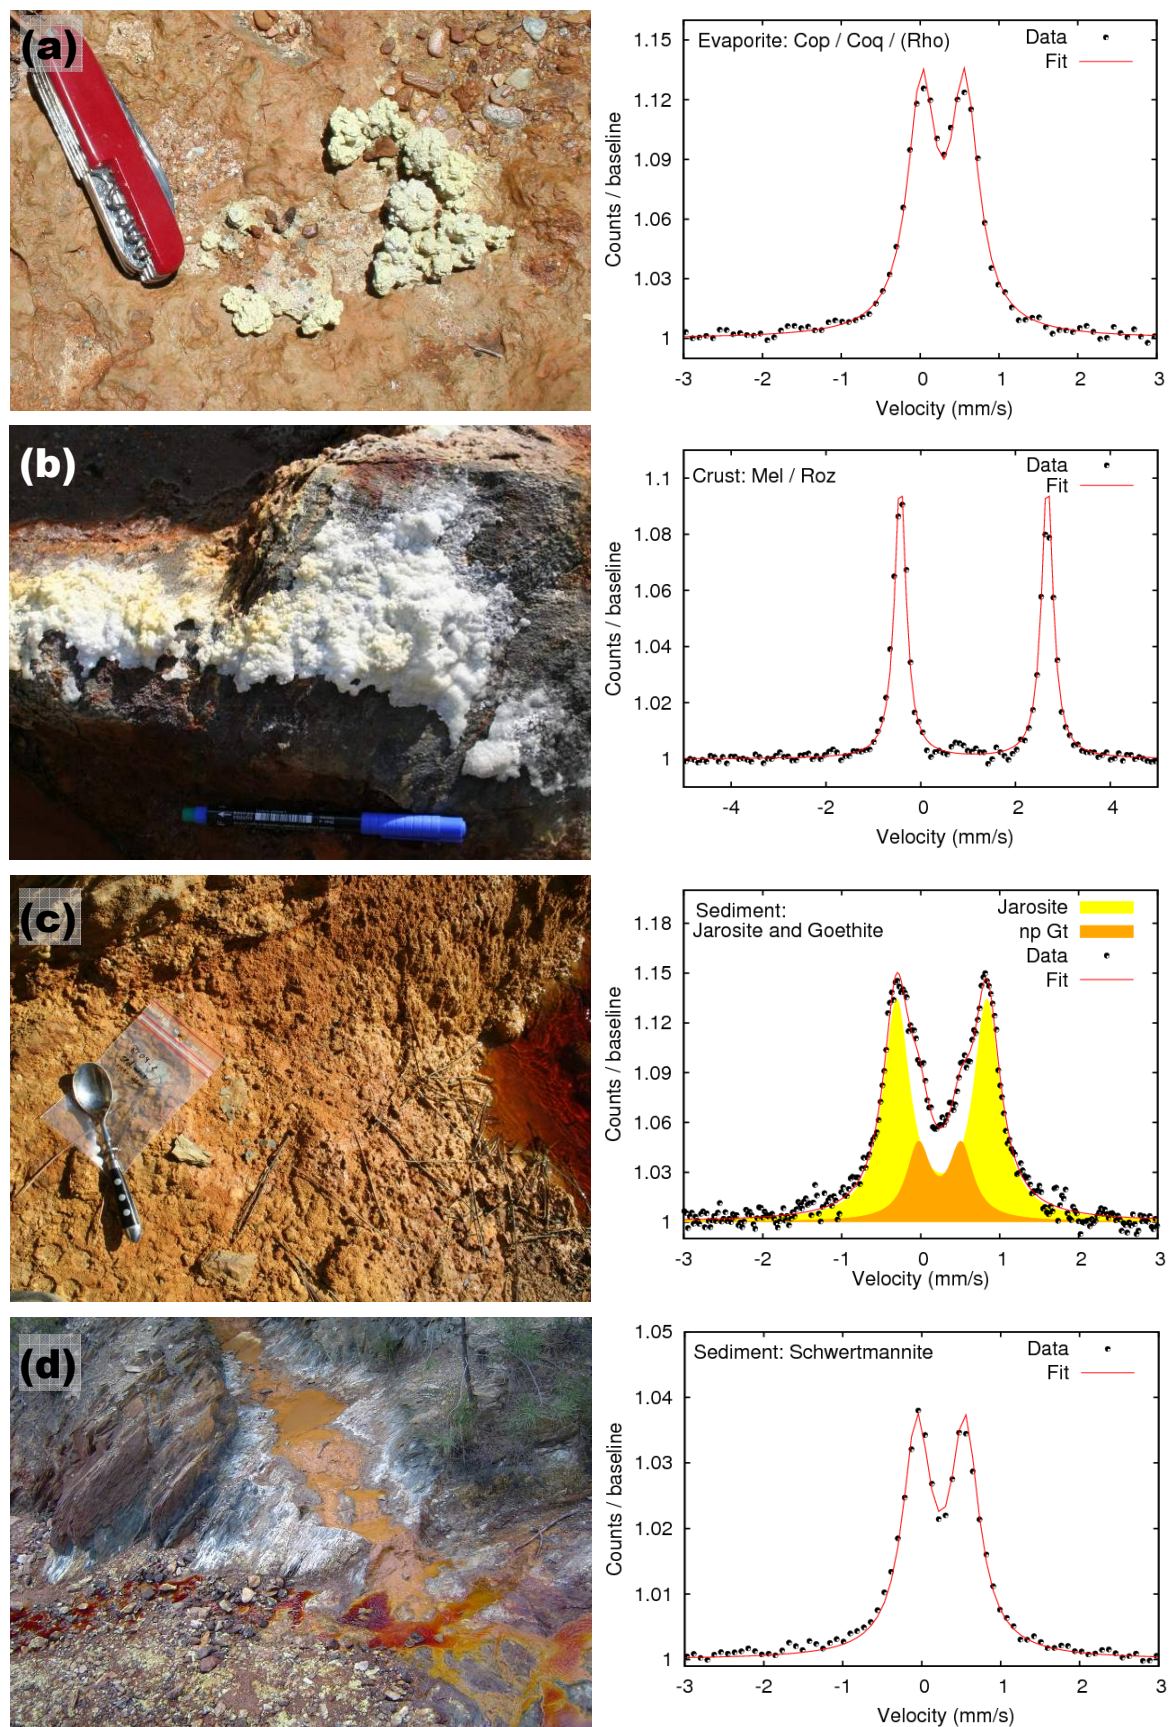 (a)
Evaporite: Cop / Coq / (Rho)
Data
Fit
Counts / baseline
1.15
1.12
1.09
1.06
1.03
1
-3 -2 -1 0 1 2 3
Velocity (mm/s)
(b)
Crust: Mel / Roz
Data
Fit
Counts / baseline
1.1
1.08
1.06
1.04
1.02
1
-4 -2 0 2 4
Velocity (mm/s)
(c)
Sediment:
Jarosite and Goethite
Jarosite
np Gt
Data
Fit
Counts / baseline
1.18
1.15
1.12
1.09
1.06
1.03
1
-3 -2 -1 0 1 2 3
Velocity (mm/s)
(d)
Sediment: Schwertmannite
Data
Fit
Counts / baseline
1.05
1.04
1.03
1.02
1.01
1
-3 -2 -1 0 1 2 3
Velocity (mm/s)